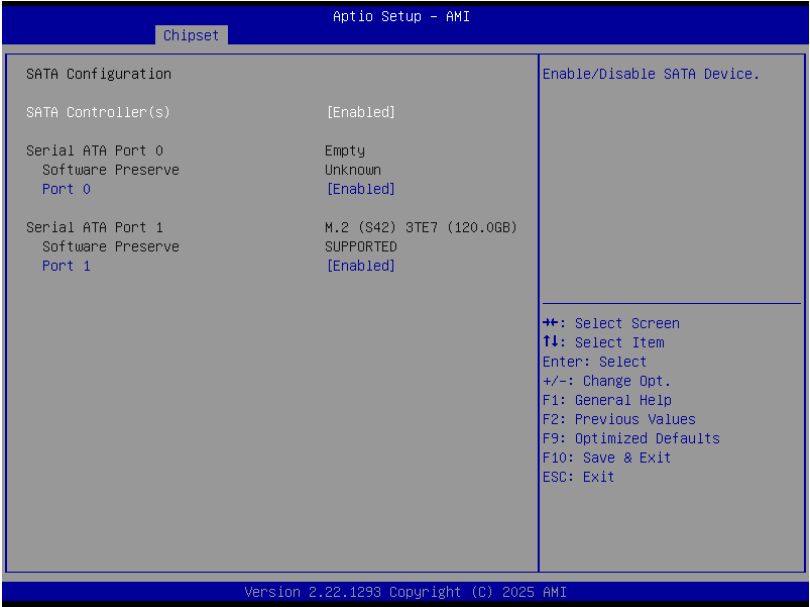 Aptio Setup – AMI
Chipset
SATA Configuration
SATA Controller(s) [Enabled]
Serial ATA Port 0 Empty
Software Preserve Unknown
Port 0 [Enabled]
Serial ATA Port 1 M.2 (S42) 3TE7 (120.0GB)
Software Preserve SUPPORTED
Port 1 [Enabled]
Enable/Disable SATA Device.
→←: Select Screen
↑↓: Select Item
Enter: Select
+/-: Change Opt.
F1: General Help
F2: Previous Values
F9: Optimized Defaults
F10: Save & Exit
ESC: Exit
Version 2.22.1293 Copyright (C) 2025 AMI